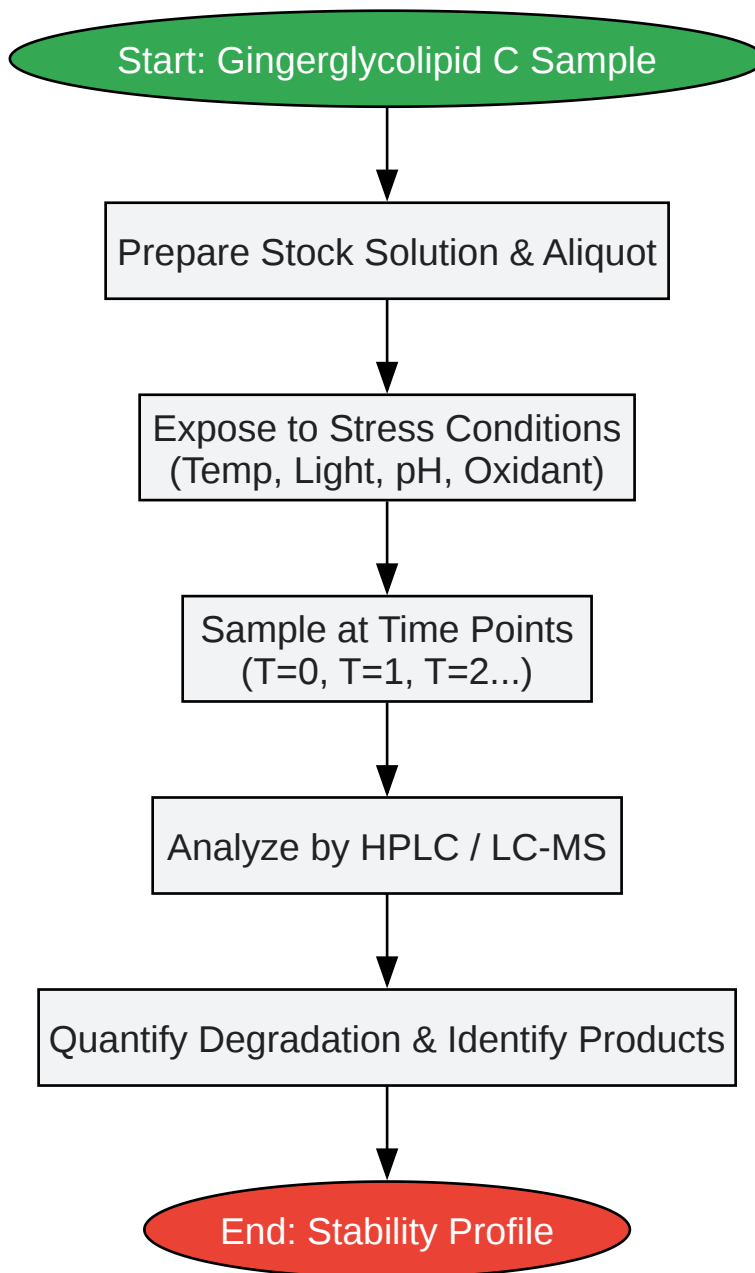 Start: Gingerglycolipid C Sample
Prepare Stock Solution & Aliquot
Expose to Stress Conditions
(Temp, Light, pH, Oxidant)
Sample at Time Points
(T=0, T=1, T=2...)
Analyze by HPLC / LC-MS
Quantify Degradation & Identify Products
End: Stability Profile